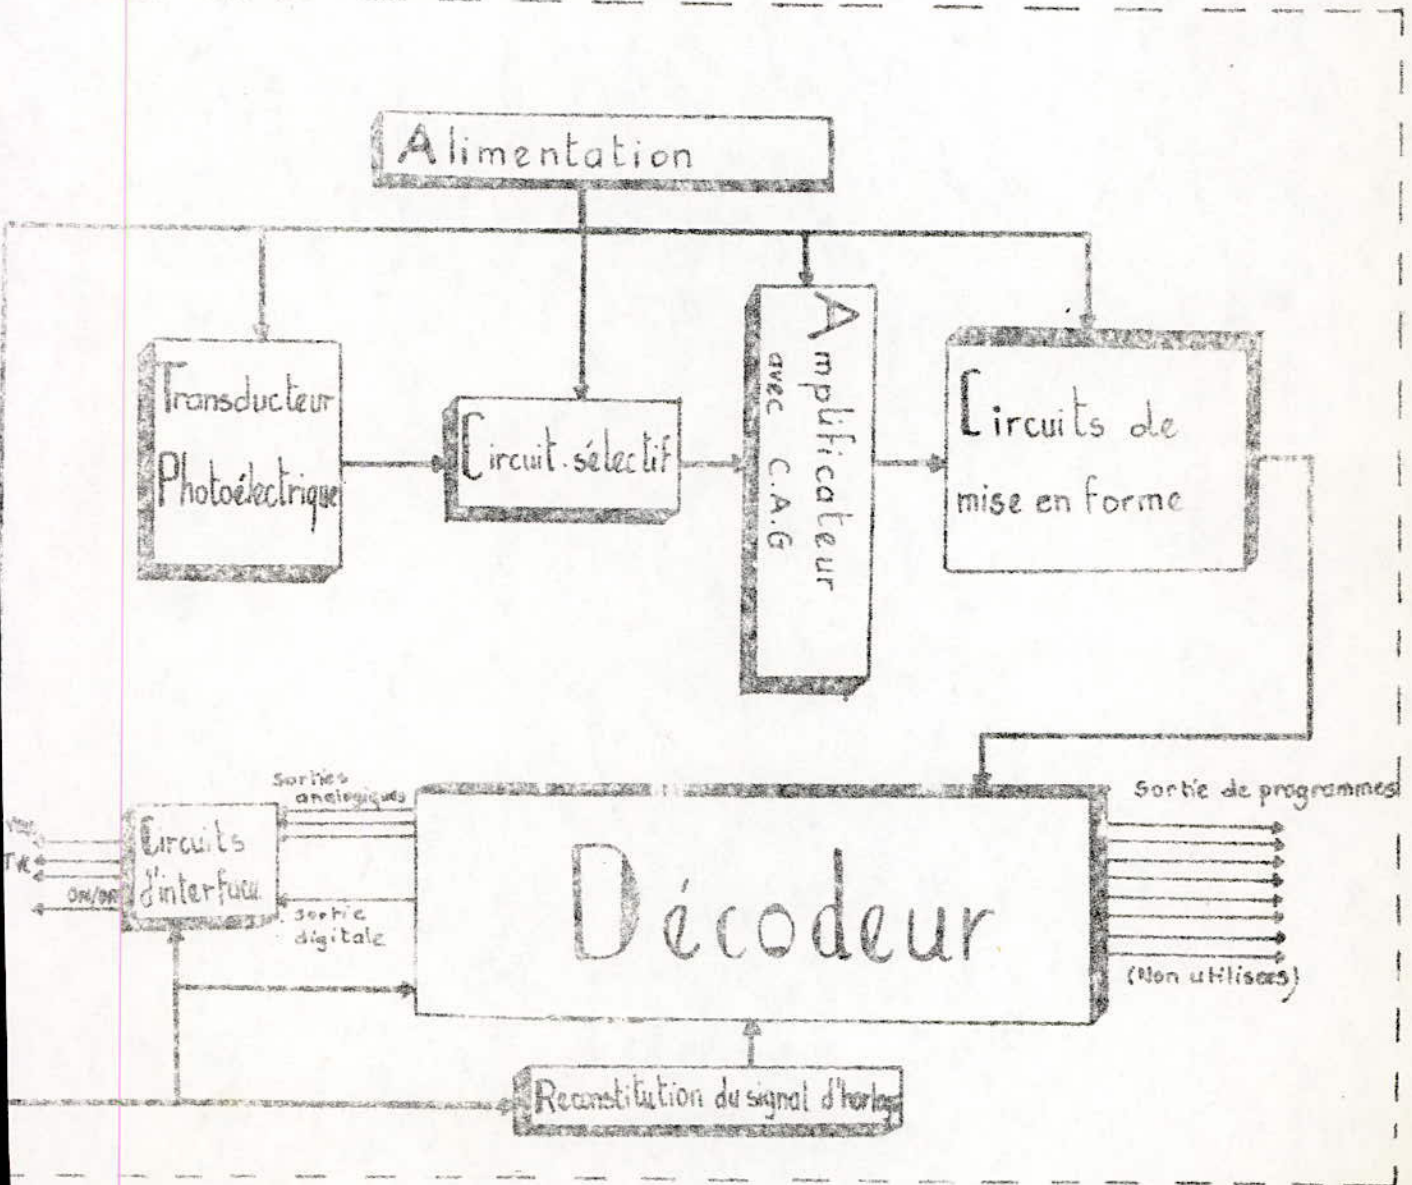 Alimentation
Transducteur
Photoélectrique
Circuit.sélectif
Amplificateur
avec C.A.G
Circuits de
mise en forme
Sorties
analogiques
Sortie de programmes
Circuits
d'interface
ON/OFF
sortie
digitale
Décodeur
(Non utilisées)
Reconstitution du signal d'horloge